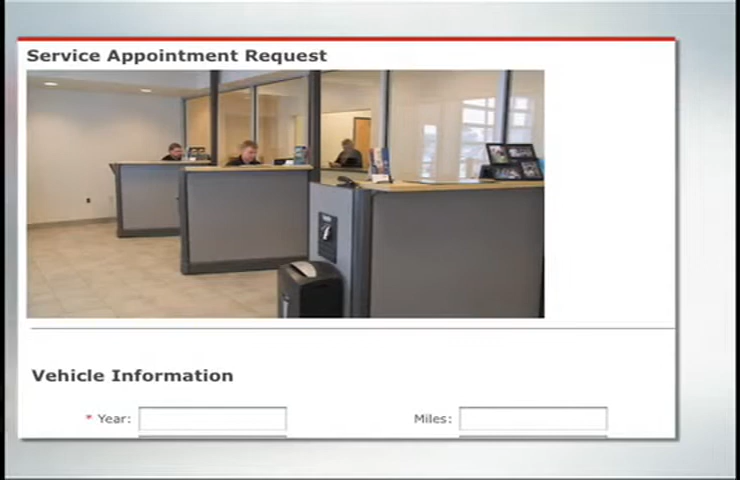 Service Appointment Request
Vehicle Information
* Year:
Miles: